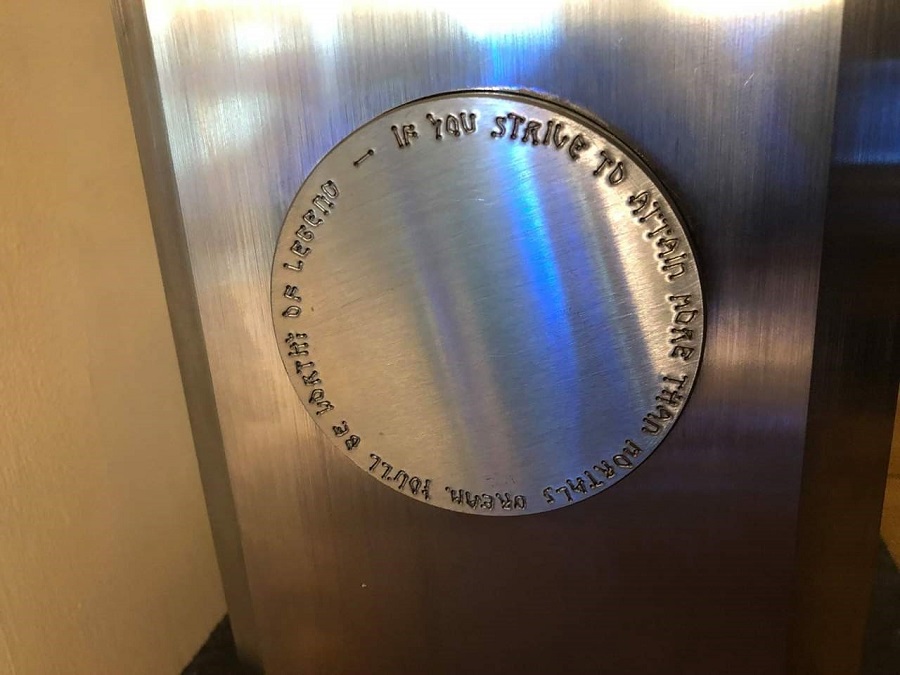 IF YOU STRIVE TO ATTAIN MORE THAN MORTALS DREAM, YOU'LL BE WORTHY OF LEGEND —